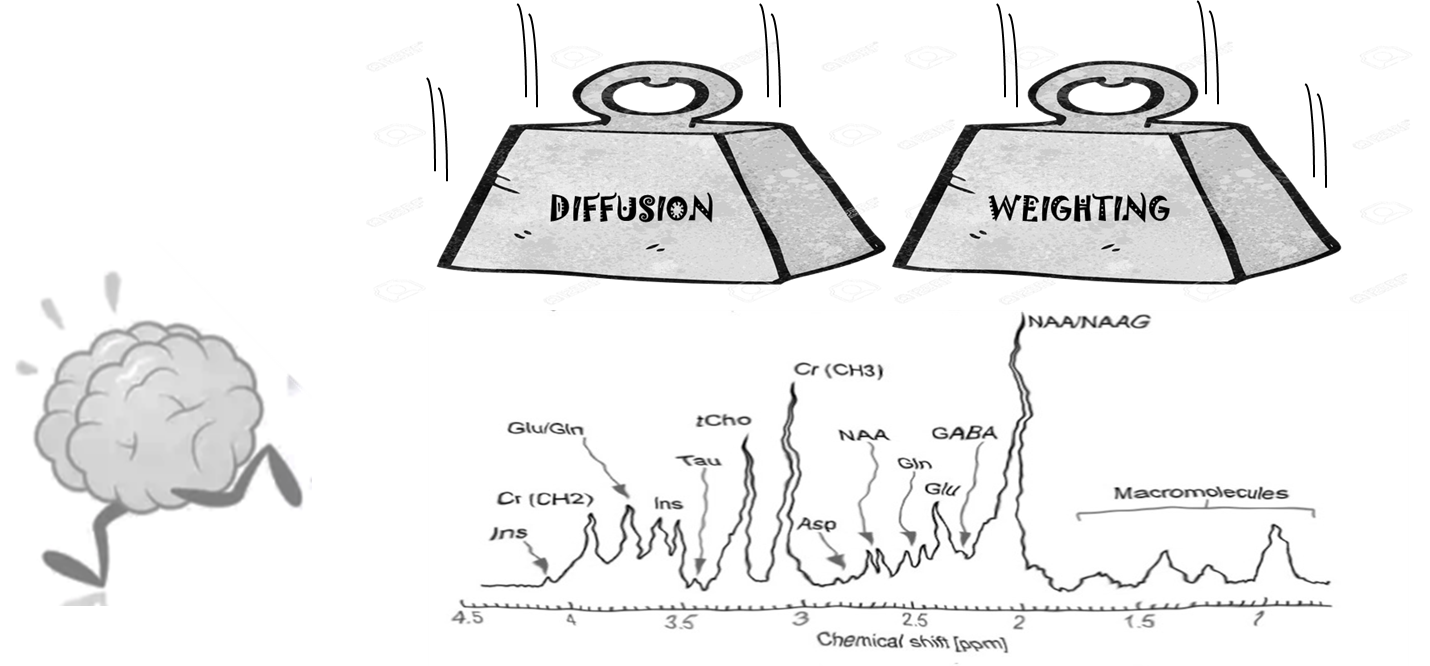 DIFFUSION
WEIGHTING
NAA/NAAG
Cr (CH3)
tCho
Glu/Gln
NAA
GABA
Tau
Gln
Glu
Cr (CH2)
Ins
Macromolecules
Ins
Asp
4.5 4 3.5 3 2.5 2 1.5 1
Chemical shift [ppm]